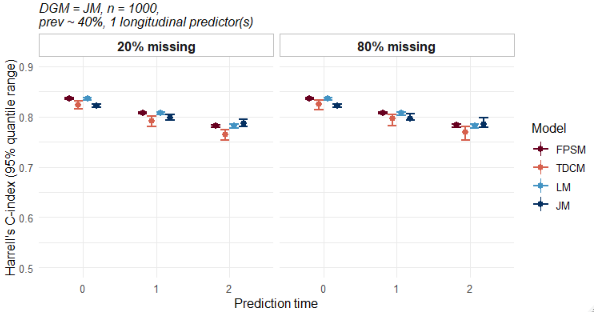 DGM = JM, n = 1000,
prev ~ 40%, 1 longitudinal predictor(s)
20% missing
80% missing
Harrell's C-index (95% quantile range)
0.9
0.8
0.7
0.6
0.5
0 1 2
0 1 2
Prediction time
Model
FPSM
TDCM
LM
JM